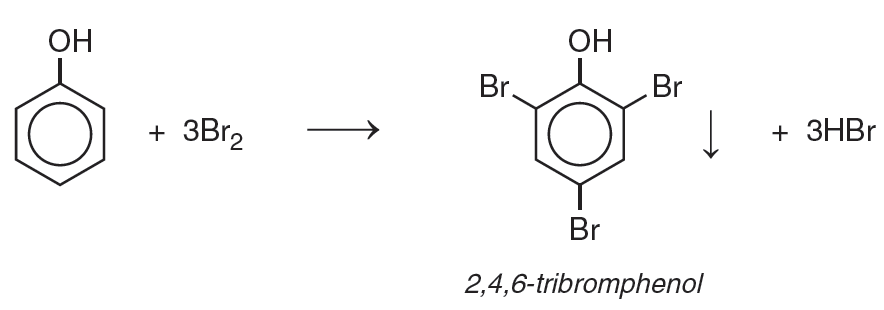 OH
+ 3Br₂
OH
Br
Br
Br
+ 3HBr
2,4,6-tribromphenol